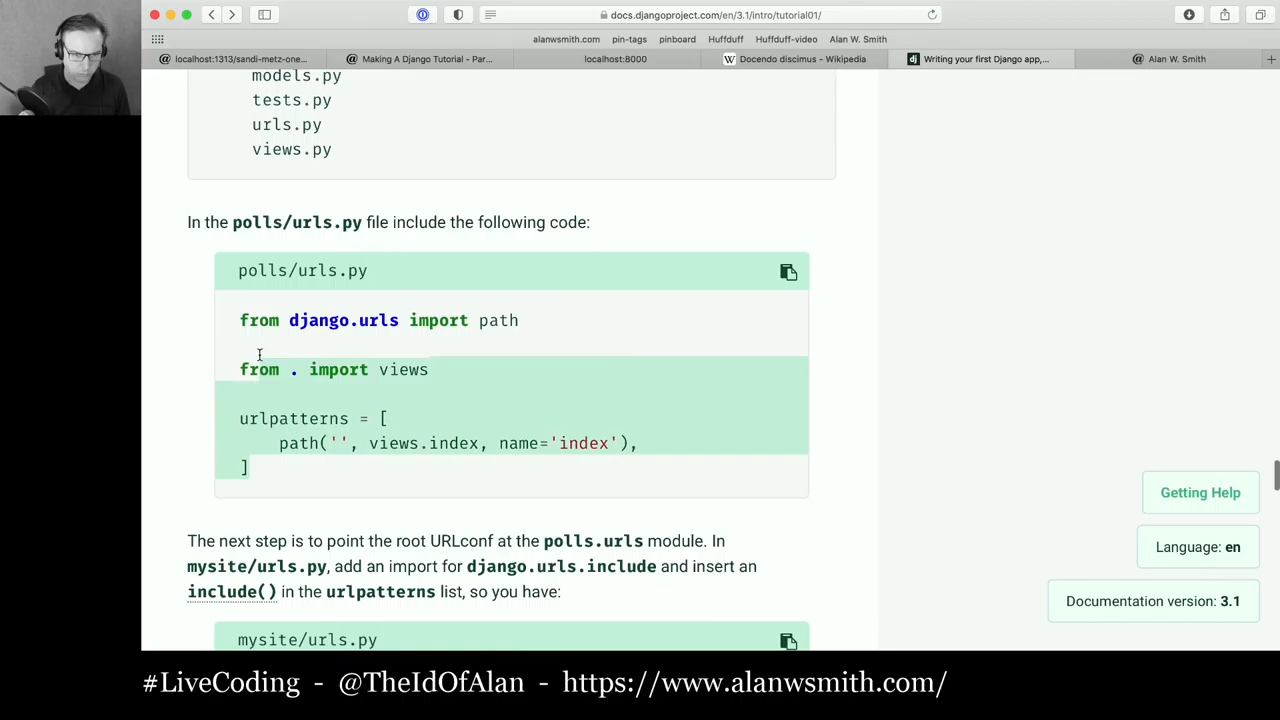 docs.djangoproject.com/en/3.1/intro/tutorial01/
alanwsmith.com pin-tags pinboard Huffduff Huffduff-video Alan W. Smith
localhost:1313/sandi-metz-one... Making A Django Tutorial - Par... localhost:8000 Docendo discimus - Wikipedia Writing your first Django app,... Alan W. Smith
models.py
tests.py
urls.py
views.py
In the polls/urls.py file include the following code:
polls/urls.py
from django.urls import path
from . import views
urlpatterns = [
path('', views.index, name='index'),
]
The next step is to point the root URLconf at the polls.urls module. In
mysite/urls.py, add an import for django.urls.include and insert an
include() in the urlpatterns list, so you have:
mysite/urls.py
Getting Help
Language: en
Documentation version: 3.1
#LiveCoding - @TheIdOfAlan - https://www.alanwsmith.com/